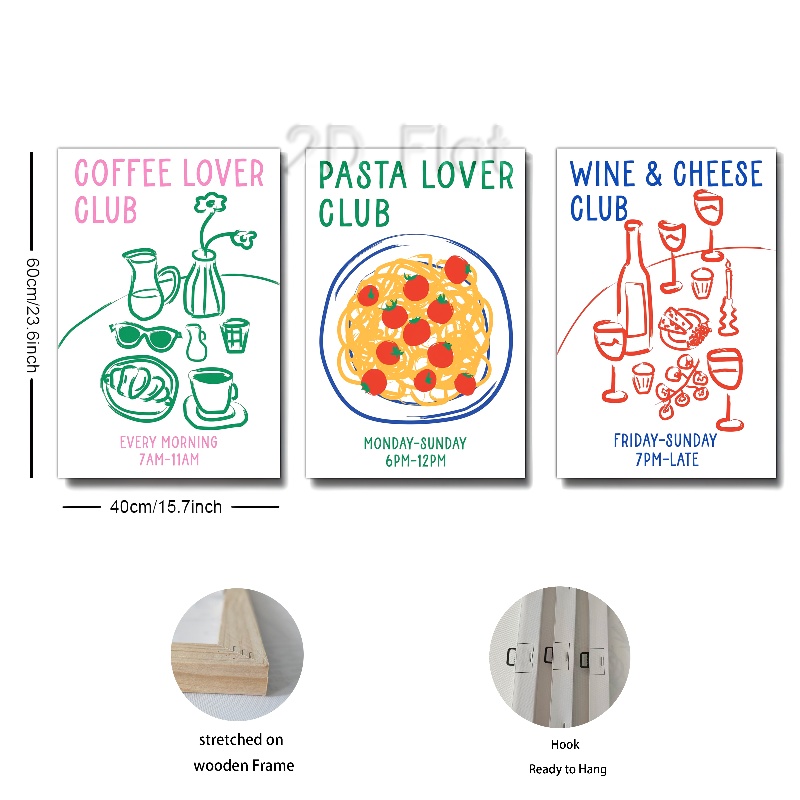 2D Flat
COFFEE LOVER
CLUB
EVERY MORNING
7AM-11AM
PASTA LOVER
CLUB
MONDAY-SUNDAY
6PM-12PM
WINE & CHEESE
CLUB
FRIDAY-SUNDAY
7PM-LATE
60cm/23.6inch
40cm/15.7inch
stretched on
wooden Frame
Hook
Ready to Hang